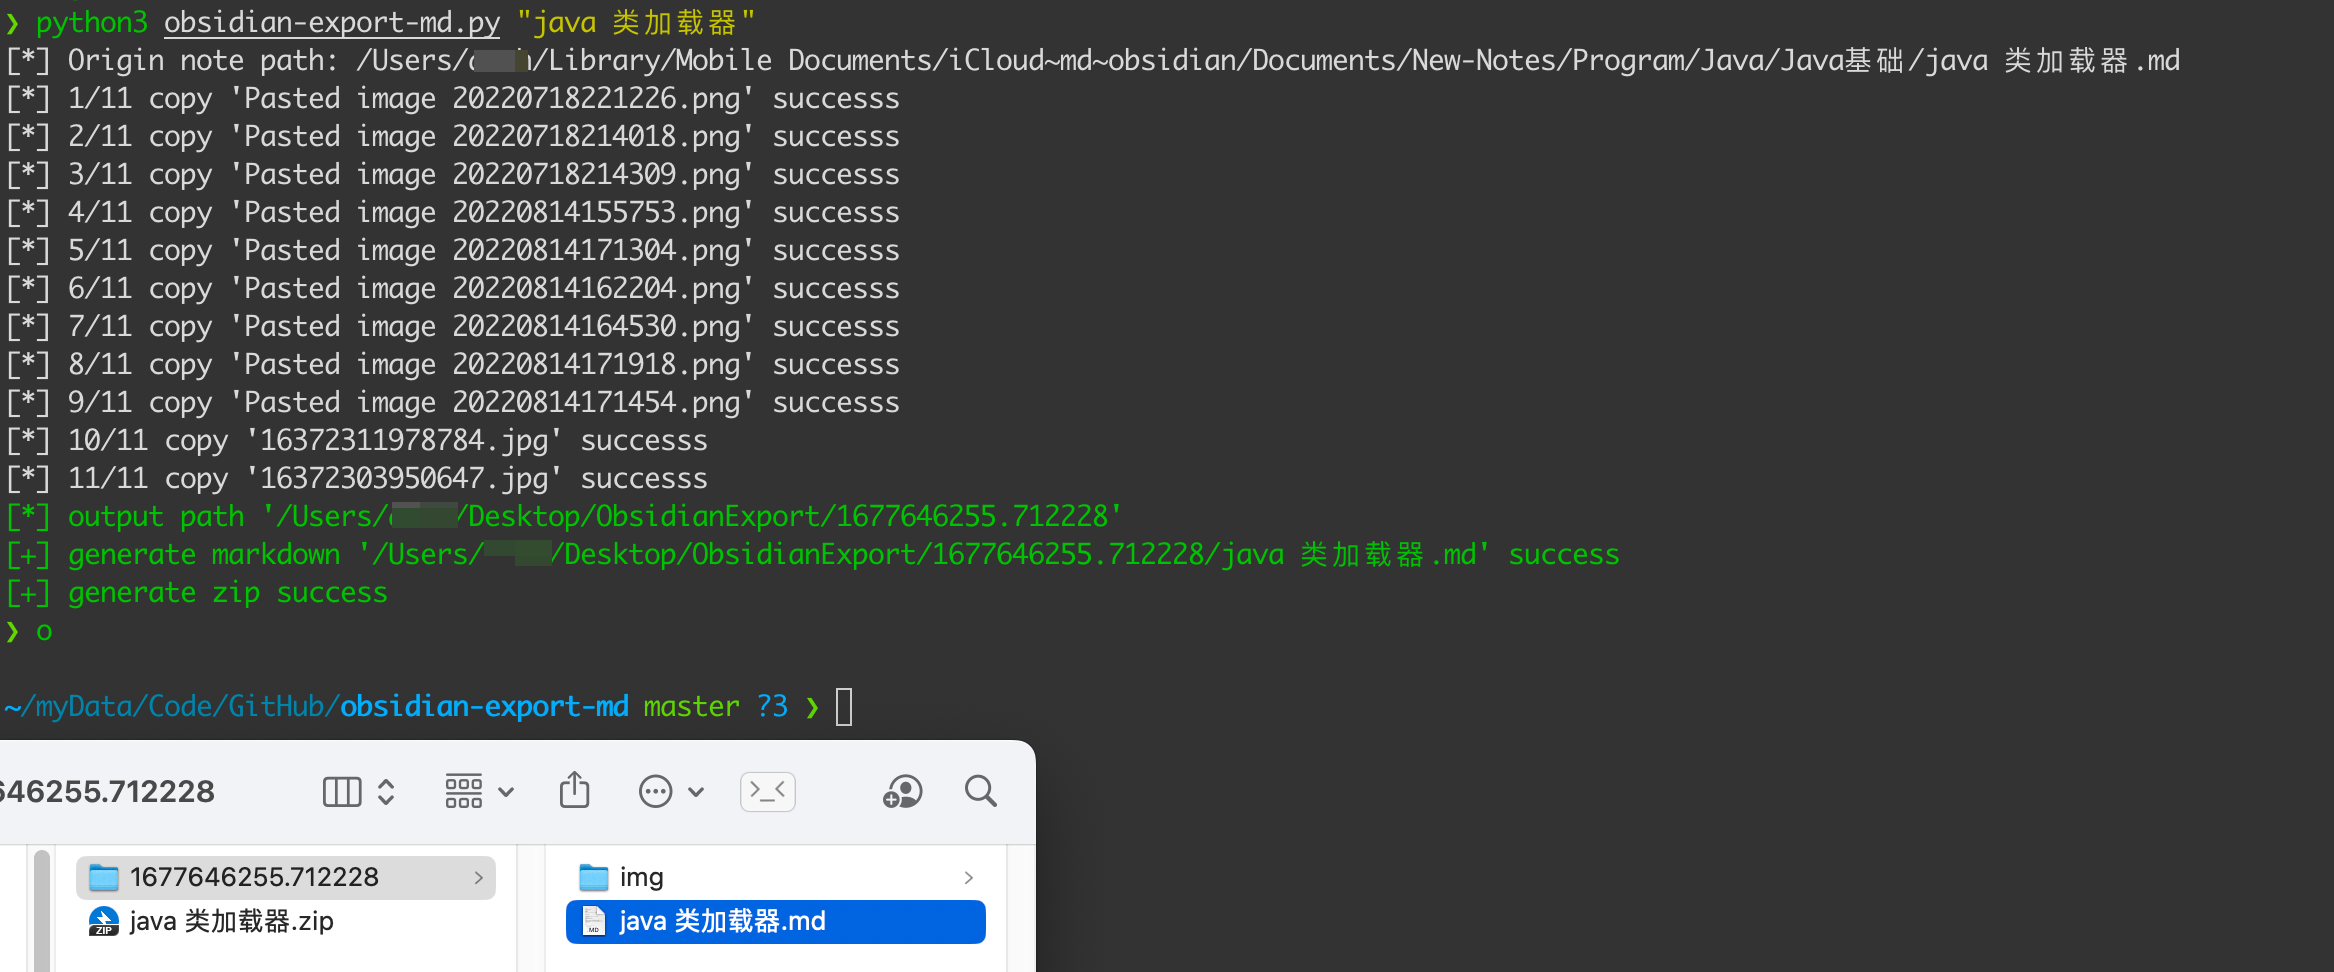 ❯ python3 obsidian-export-md.py "java 类加载器"
[*] Origin note path: /Users/ /Library/Mobile Documents/iCloud~md~obsidian/Documents/New-Notes/Program/Java/Java基础/java 类加载器.md
[*] 1/11 copy 'Pasted image 20220718221226.png' successs
[*] 2/11 copy 'Pasted image 20220718214018.png' successs
[*] 3/11 copy 'Pasted image 20220718214309.png' successs
[*] 4/11 copy 'Pasted image 20220814155753.png' successs
[*] 5/11 copy 'Pasted image 20220814171304.png' successs
[*] 6/11 copy 'Pasted image 20220814162204.png' successs
[*] 7/11 copy 'Pasted image 20220814164530.png' successs
[*] 8/11 copy 'Pasted image 20220814171918.png' successs
[*] 9/11 copy 'Pasted image 20220814171454.png' successs
[*] 10/11 copy '16372311978784.jpg' successs
[*] 11/11 copy '16372303950647.jpg' successs
[*] output path '/Users/ /Desktop/ObsidianExport/1677646255.712228'
[+] generate markdown '/Users/ /Desktop/ObsidianExport/1677646255.712228/java 类加载器.md' success
[+] generate zip success
❯ o
~/myData/Code/GitHub/obsidian-export-md master ?3 ❯
646255.712228
1677646255.712228
java 类加载器.zip
img
java 类加载器.md